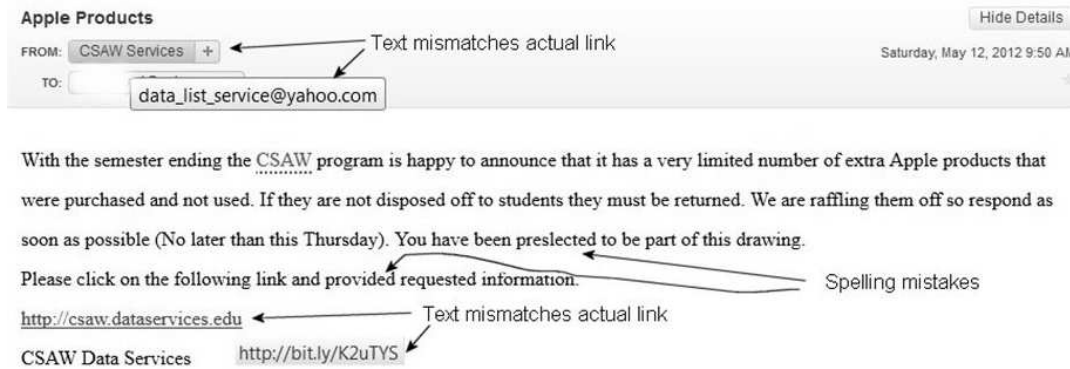 Apple Products
Hide Details
FROM: CSAW Services +
Text mismatches actual link
Saturday, May 12, 2012 9:50 AM
TO:
data_list_service@yahoo.com
With the semester ending the CSAW program is happy to announce that it has a very limited number of extra Apple products that
were purchased and not used. If they are not disposed off to students they must be returned. We are raffling them off so respond as
soon as possible (No later than this Thursday). You have been preslected to be part of this drawing.
Please click on the following link and provided requested information.
Spelling mistakes
http://csaw.dataservices.edu
Text mismatches actual link
CSAW Data Services
http://bit.ly/K2uTYS